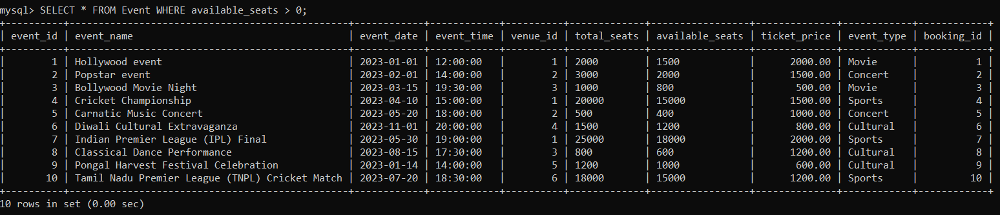 mysql> SELECT * FROM Event WHERE available_seats > 0;
+----------+-----------------------------------------------+------------+------------+----------+-------------+-----------------+--------------+------------+------------+
| event_id | event_name                                    | event_date | event_time | venue_id | total_seats | available_seats | ticket_price | event_type | booking_id |
+----------+-----------------------------------------------+------------+------------+----------+-------------+-----------------+--------------+------------+------------+
|        1 | Hollywood event                               | 2023-01-01 | 12:00:00   |        1 | 2000        | 1500            |      2000.00 | Movie      |          1 |
|        2 | Popstar event                                 | 2023-02-01 | 14:00:00   |        2 | 3000        | 2000            |      1500.00 | Concert    |          2 |
|        3 | Bollywood Movie Night                         | 2023-03-15 | 19:30:00   |        3 | 1000        | 800             |       500.00 | Movie      |          3 |
|        4 | Cricket Championship                          | 2023-04-10 | 15:00:00   |        1 | 20000       | 15000           |      1500.00 | Sports     |          4 |
|        5 | Carnatic Music Concert                        | 2023-05-20 | 18:00:00   |        2 | 500         | 400             |      1000.00 | Concert    |          5 |
|        6 | Diwali Cultural Extravaganza                  | 2023-11-01 | 20:00:00   |        4 | 1500        | 1200            |       800.00 | Cultural   |          6 |
|        7 | Indian Premier League (IPL) Final             | 2023-05-30 | 19:00:00   |        1 | 25000       | 18000           |      2000.00 | Sports     |          7 |
|        8 | Classical Dance Performance                   | 2023-08-15 | 17:30:00   |        3 | 800         | 600             |      1200.00 | Cultural   |          8 |
|        9 | Pongal Harvest Festival Celebration           | 2023-01-14 | 14:00:00   |        5 | 1200        | 1000            |       600.00 | Cultural   |          9 |
|       10 | Tamil Nadu Premier League (TNPL) Cricket Match | 2023-07-20 | 18:30:00   |        6 | 18000       | 15000           |      1200.00 | Sports     |         10 |
+----------+-----------------------------------------------+------------+------------+----------+-------------+-----------------+--------------+------------+------------+
10 rows in set (0.00 sec)